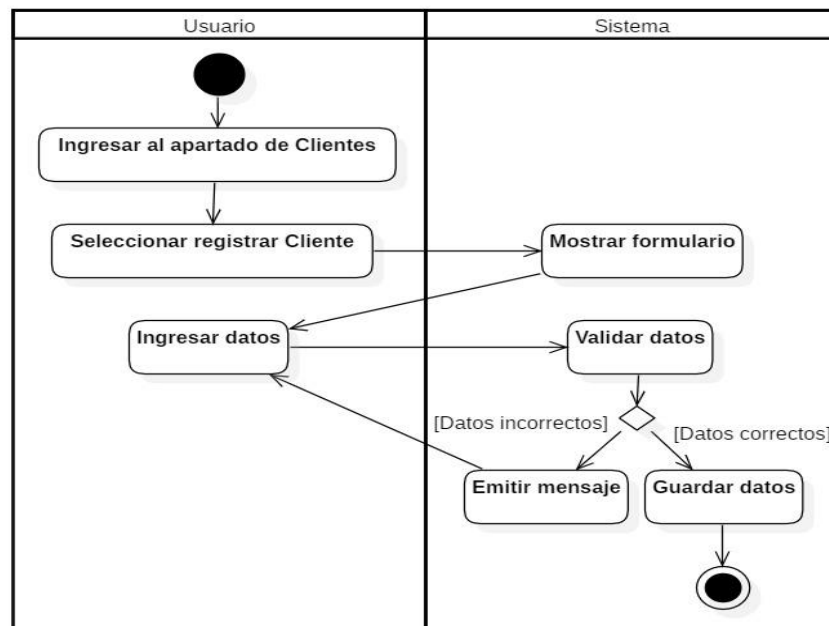 Usuario
Sistema
Ingresar al apartado de Clientes
Seleccionar registrar Cliente
Mostrar formulario
Ingresar datos
Validar datos
[Datos incorrectos]
[Datos correctos]
Emitir mensaje
Guardar datos